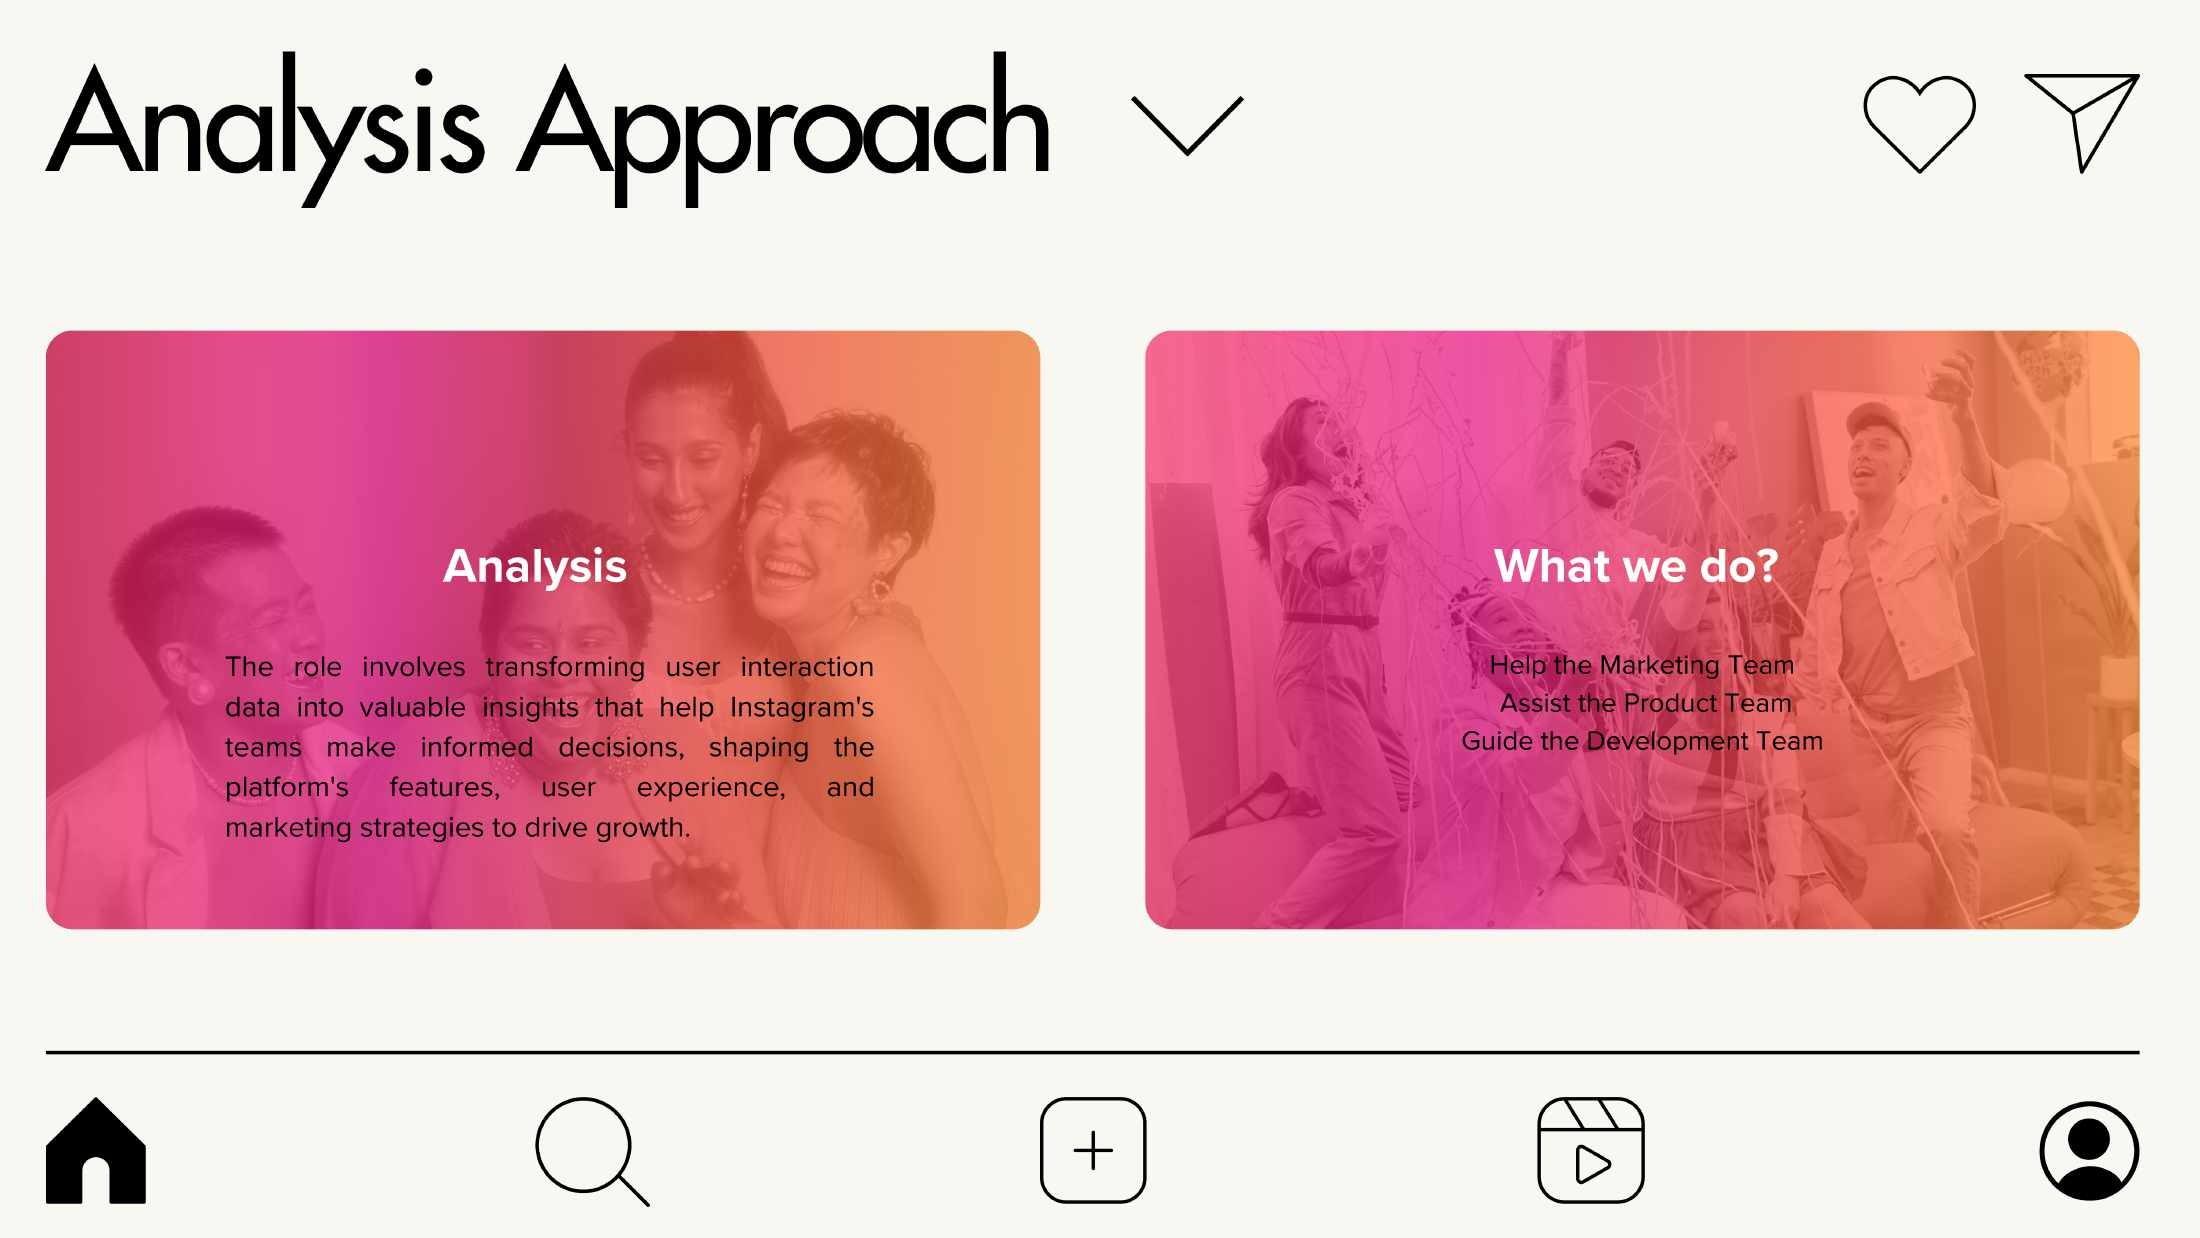 Analysis Approach
Analysis
The role involves transforming user interaction
data into valuable insights that help Instagram's
teams make informed decisions, shaping the
platform's features, user experience, and
marketing strategies to drive growth.
What we do?
Help the Marketing Team
Assist the Product Team
Guide the Development Team